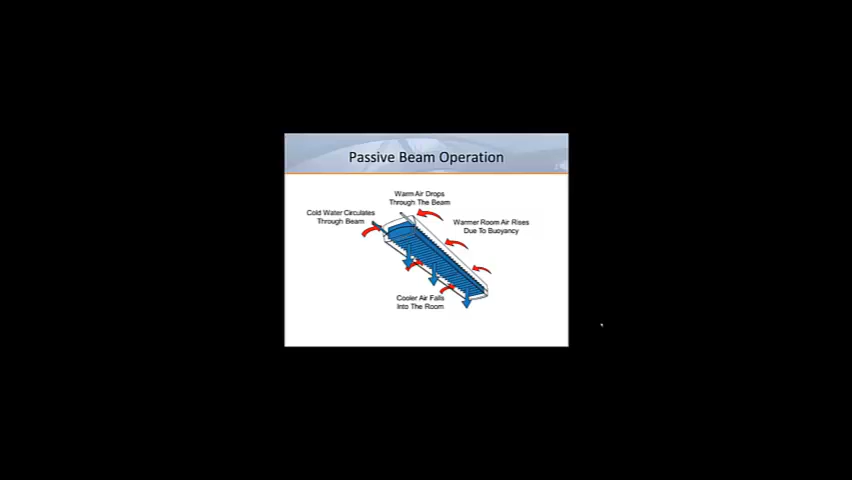 Passive Beam Operation
Warm Air Drops
Through The Beam
Cold Water Circulates
Through Beam
Warmer Room Air Rises
Due To Buoyancy
Cooler Air Falls
Into The Room